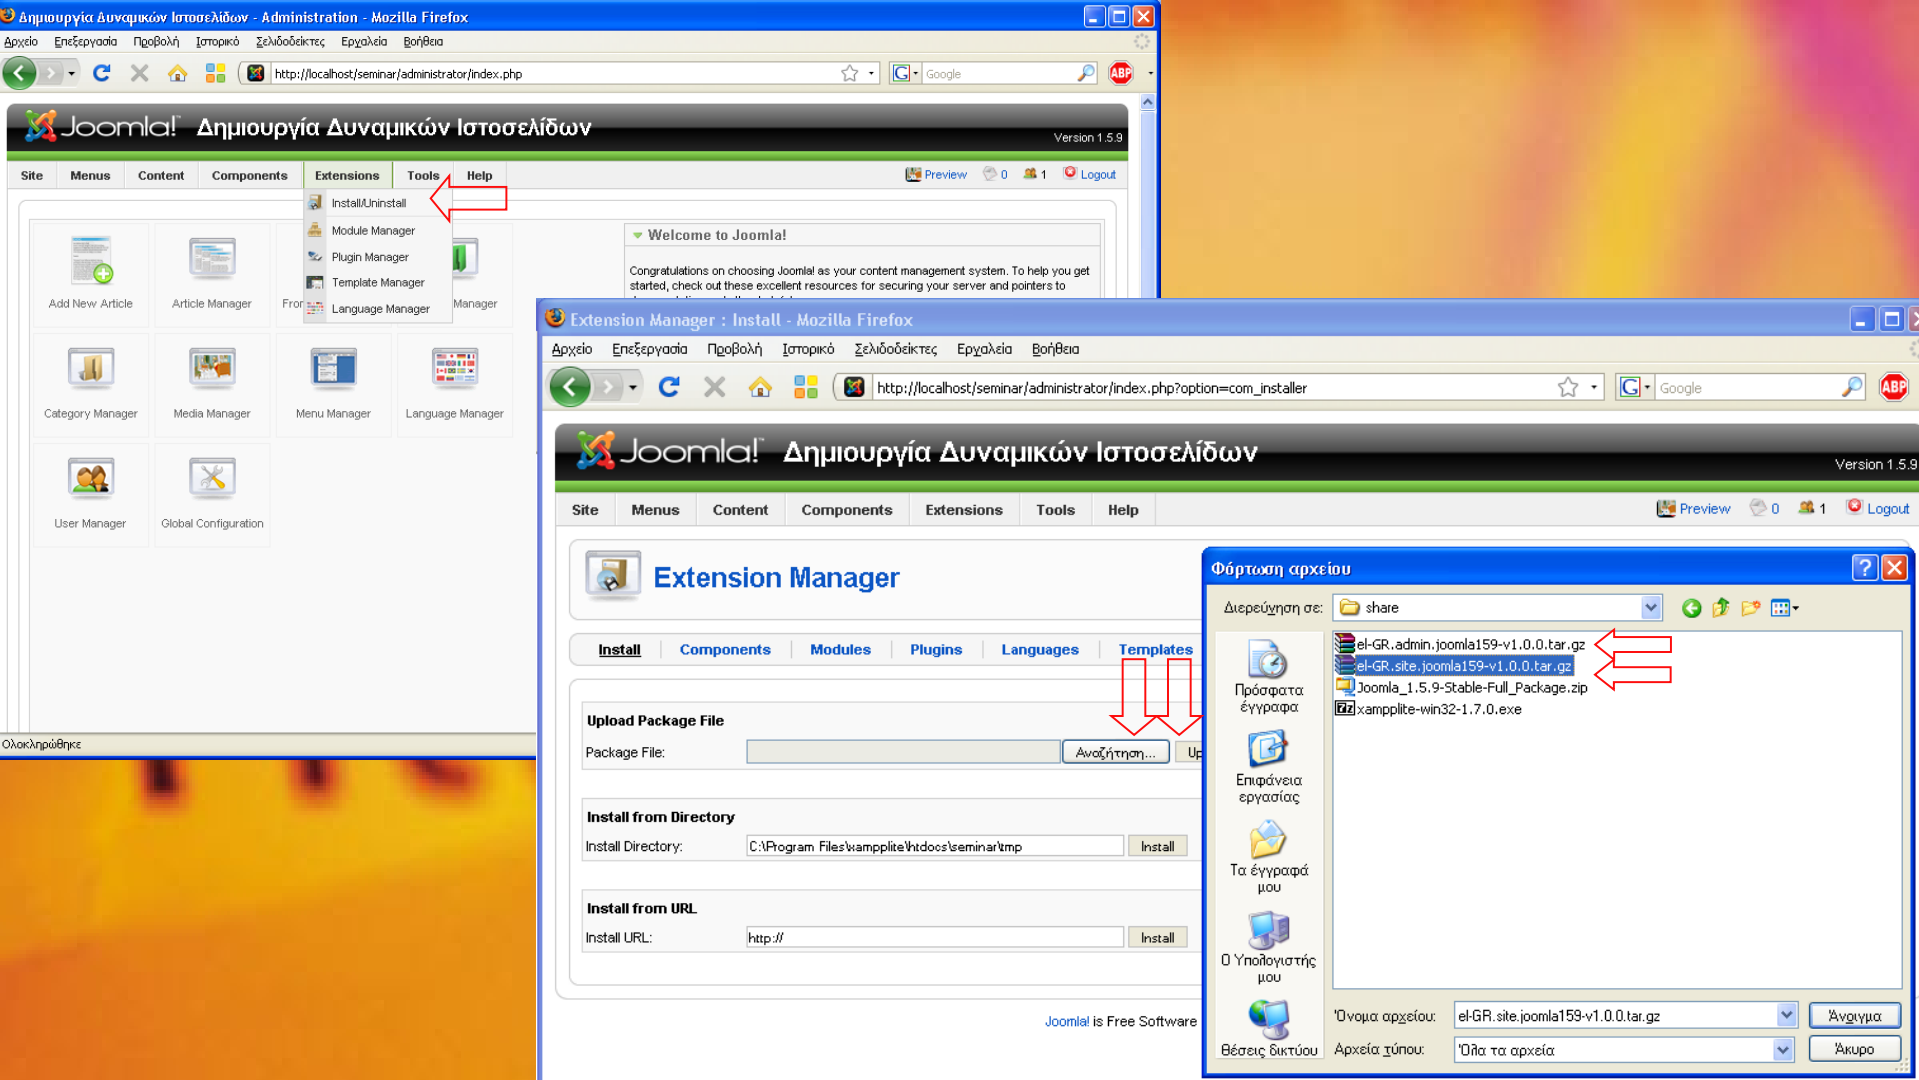 Δημιουργία Δυναμικών Ιστοσελίδων - Administration - Mozilla Firefox
Αρχείο Επεξεργασία Προβολή Ιστορικό Σελιδοδείκτες Εργαλεία Βοήθεια
http://localhost/seminar/administrator/index.php
Google
ABP
Joomla! Δημιουργία Δυναμικών Ιστοσελίδων
Version 1.5.9
Site Menus Content Components Extensions Tools Help
Preview 0 1 Logout
Install/Uninstall
Module Manager
Plugin Manager
Template Manager
Language Manager
Welcome to Joomla!
Congratulations on choosing Joomla! as your content management system. To help you get
started, check out these excellent resources for securing your server and pointers to
Add New Article
Article Manager
Manager
Category Manager
Media Manager
Menu Manager
Language Manager
User Manager
Global Configuration
Ολοκληρώθηκε
Extension Manager : Install - Mozilla Firefox
Αρχείο Επεξεργασία Προβολή Ιστορικό Σελιδοδείκτες Εργαλεία Βοήθεια
http://localhost/seminar/administrator/index.php?option=com_installer
Google
ABP
Joomla! Δημιουργία Δυναμικών Ιστοσελίδων
Version 1.5.9
Site Menus Content Components Extensions Tools Help
Preview 0 1 Logout
Extension Manager
Install Components Modules Plugins Languages Templates
Upload Package File
Package File:
Αναζήτηση...
Up
Install from Directory
Install Directory:
C:\Program Files\xampplite\htdocs\seminar\tmp
Install
Install from URL
Install URL:
http://
Install
Joomla! is Free Software
Φόρτωση αρχείου
Διερεύνηση σε:
share
el-GR.admin.joomla159-v1.0.0.tar.gz
el-GR.site.joomla159-v1.0.0.tar.gz
Joomla_1.5.9-Stable-Full_Package.zip
xampplite-win32-1.7.0.exe
Πρόσφατα
έγγραφα
Επιφάνεια
εργασίας
Τα έγγραφά
μου
Ο Υπολογιστής
μου
Θέσεις δικτύου
Όνομα αρχείου:
el-GR.site.joomla159-v1.0.0.tar.gz
Άνοιγμα
Αρχεία τύπου:
Όλα τα αρχεία
Άκυρο